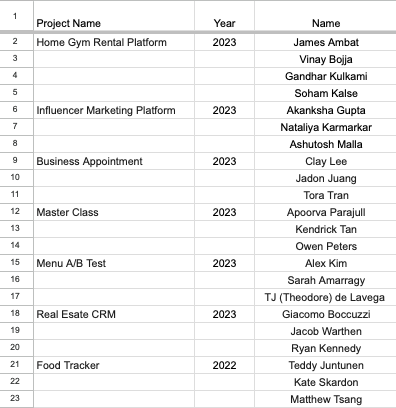 1 Project Name Year Name
2 Home Gym Rental Platform 2023 James Ambat
3 Vinay Bojja
4 Gandhar Kulkami
5 Soham Kalse
6 Influencer Marketing Platform 2023 Akanksha Gupta
7 Nataliya Karmarkar
8 Ashutosh Malla
9 Business Appointment 2023 Clay Lee
10 Jadon Juang
11 Tora Tran
12 Master Class 2023 Apoorva Parajull
13 Kendrick Tan
14 Owen Peters
15 Menu A/B Test 2023 Alex Kim
16 Sarah Amarragy
17 TJ (Theodore) de Lavega
18 Real Esate CRM 2023 Giacomo Boccuzzi
19 Jacob Warthen
20 Ryan Kennedy
21 Food Tracker 2022 Teddy Juntunen
22 Kate Skardon
23 Matthew Tsang